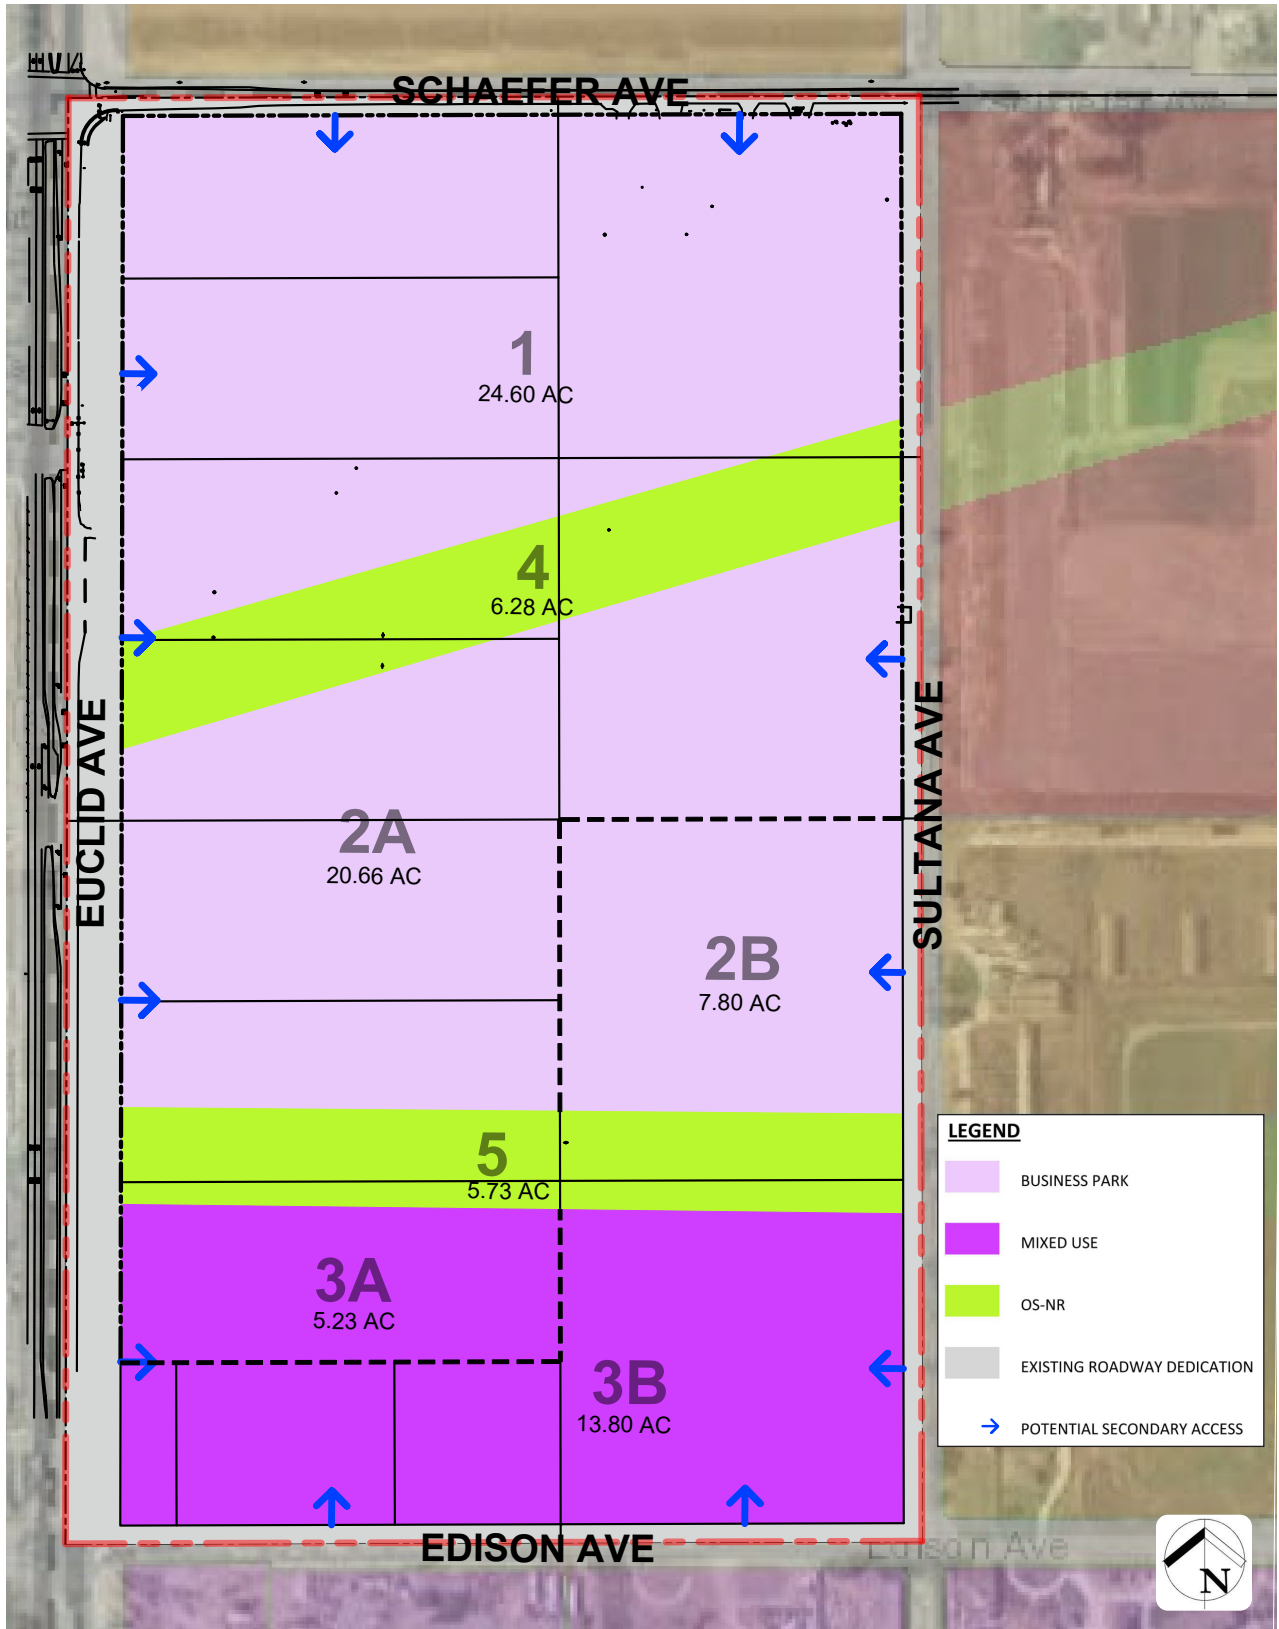 SCHAEFER AVE
1
24.60 AC
4
6.28 AC
EUCLID AVE
SULTANA AVE
2A
20.66 AC
2B
7.80 AC
5
5.73 AC
3A
5.23 AC
3B
13.80 AC
LEGEND
BUSINESS PARK
MIXED USE
OS-NR
EXISTING ROADWAY DEDICATION
POTENTIAL SECONDARY ACCESS
EDISON AVE
Edison Ave
N